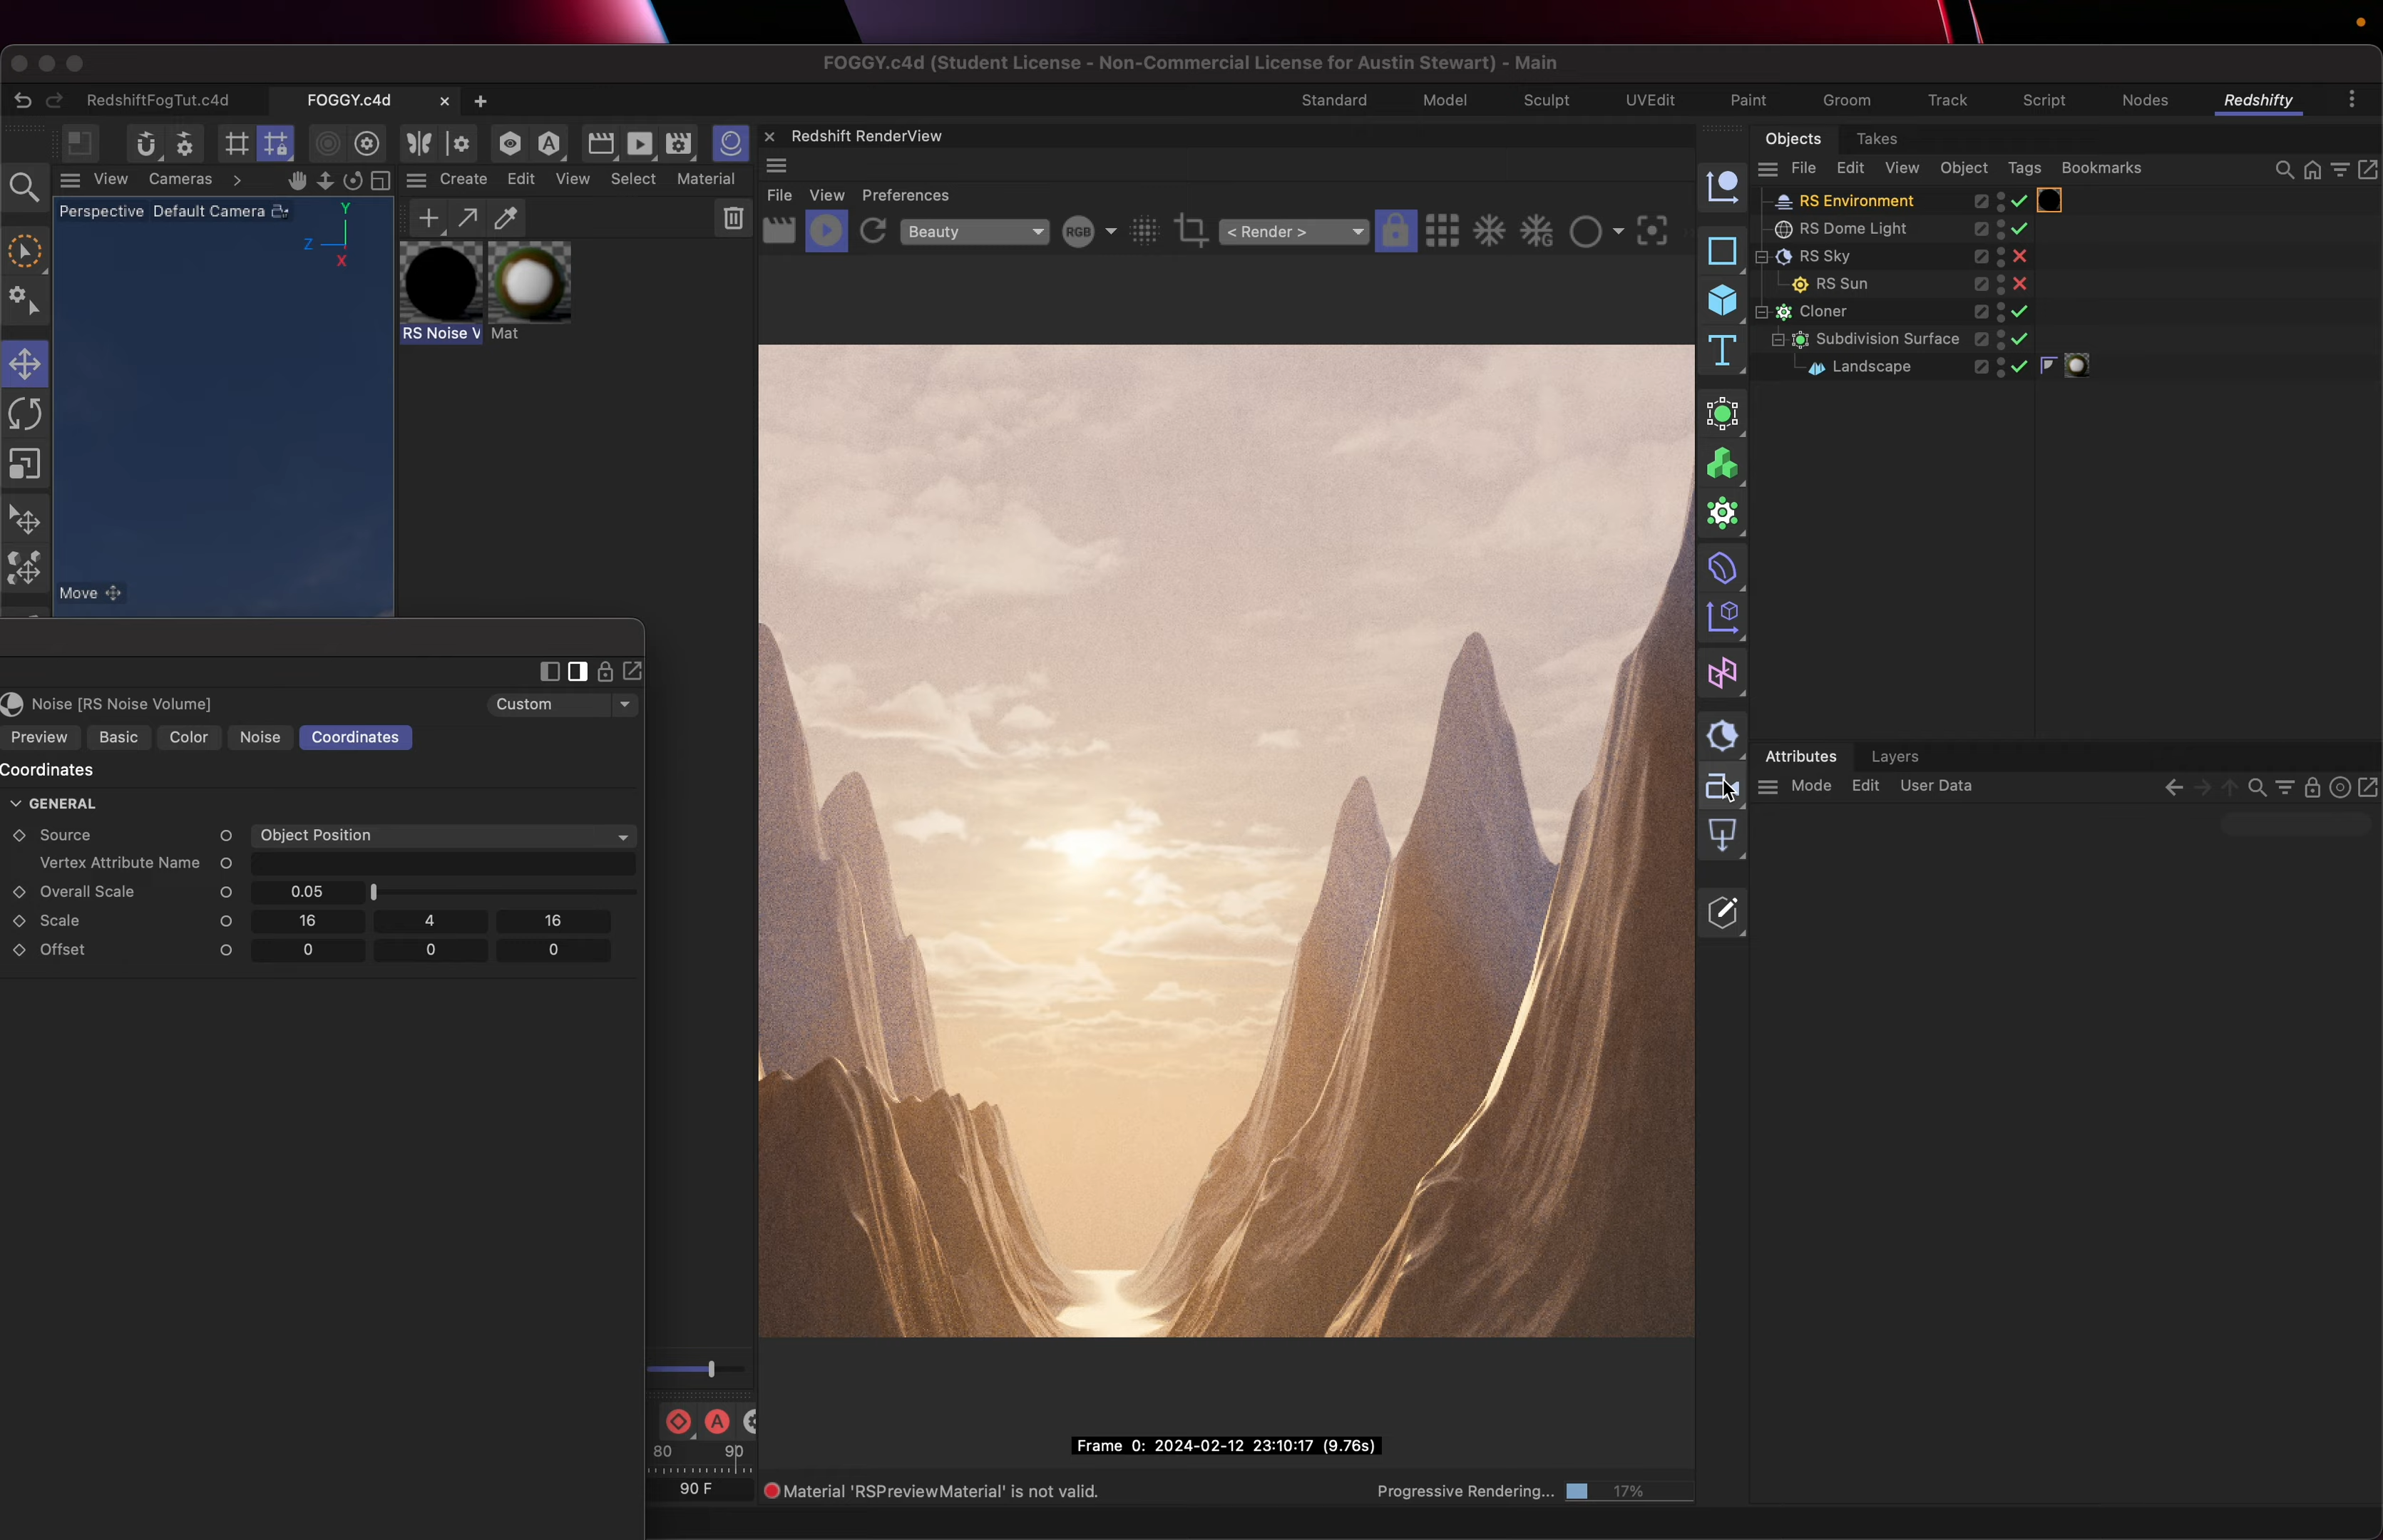 FOGGY.c4d (Student License - Non-Commercial License for Austin Stewart) - Main
RedshiftFogTut.c4d
FOGGY.c4d
Standard
Model
Sculpt
UVEdit
Paint
Groom
Track
Script
Nodes
Redshifty
Redshift RenderView
Objects
Takes
View
Cameras
Create
Edit
View
Select
Material
File
Edit
View
Object
Tags
Bookmarks
File
View
Preferences
Perspective
Default Camera
Y
Z
X
Beauty
RGB
< Render >
G
RS Environment
RS Dome Light
RS Sky
RS Sun
Cloner
Subdivision Surface
Landscape
RS Noise V
Mat
Move
Noise [RS Noise Volume]
Custom
Preview
Basic
Color
Noise
Coordinates
Coordinates
GENERAL
Source
Object Position
Vertex Attribute Name
Overall Scale
0.05
Scale
16
4
16
Offset
0
0
0
Attributes
Layers
Mode
Edit
User Data
A
80
90
90 F
Frame 0: 2024-02-12 23:10:17 (9.76s)
Material 'RSPreviewMaterial' is not valid.
Progressive Rendering...
17%